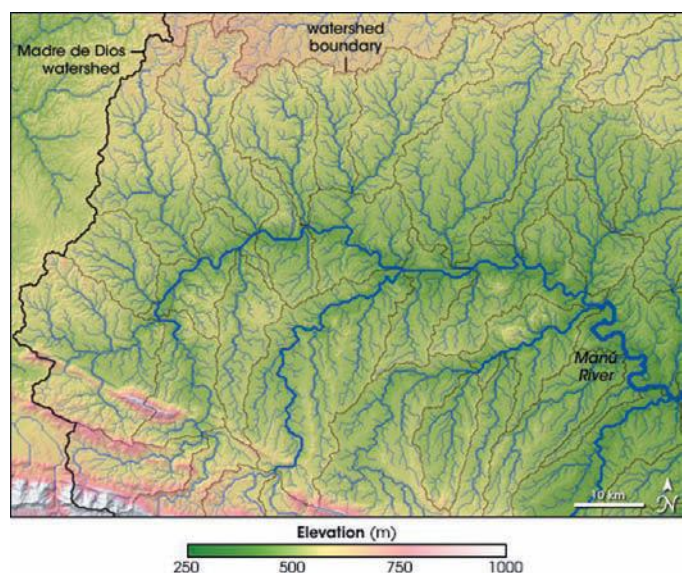 Madre de Dios
watershed
watershed
boundary
Manú
River
10 km
N
Elevation (m)
250 500 750 1000